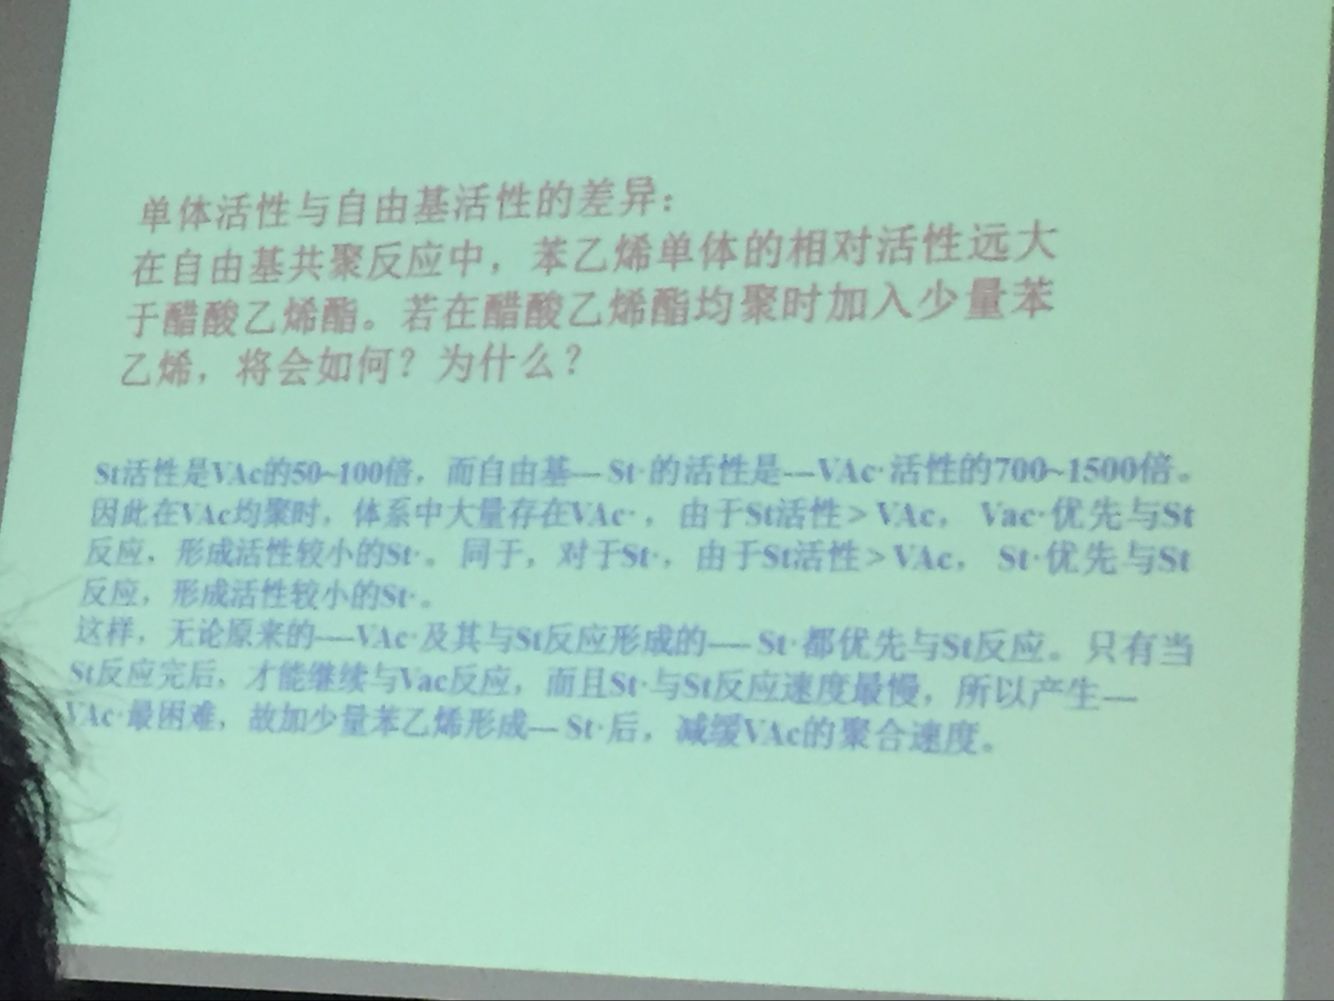 单体活性与自由基活性的差异：
在自由基共聚反应中，苯乙烯单体的相对活性远大
于醋酸乙烯酯。若在醋酸乙烯酯均聚时加入少量苯
乙烯，将会如何？为什么？
St活性是VAc的50~100倍，而自由基—St·的活性是—VAc·活性的700~1500倍。
因此在VAc均聚时，体系中大量存在VAc·，由于St活性＞VAc，Vac·优先与St
反应，形成活性较小的St·。同于，对于St·，由于St活性＞VAc，St·优先与St
反应，形成活性较小的St·。
这样，无论原来的—VAc·及其与St反应形成的—St·都优先与St反应。只有当
St反应完后，才能继续与Vac反应，而且St·与St反应速度最慢，所以产生—
VAc·最困难，故加少量苯乙烯形成—St·后，减缓VAc的聚合速度。